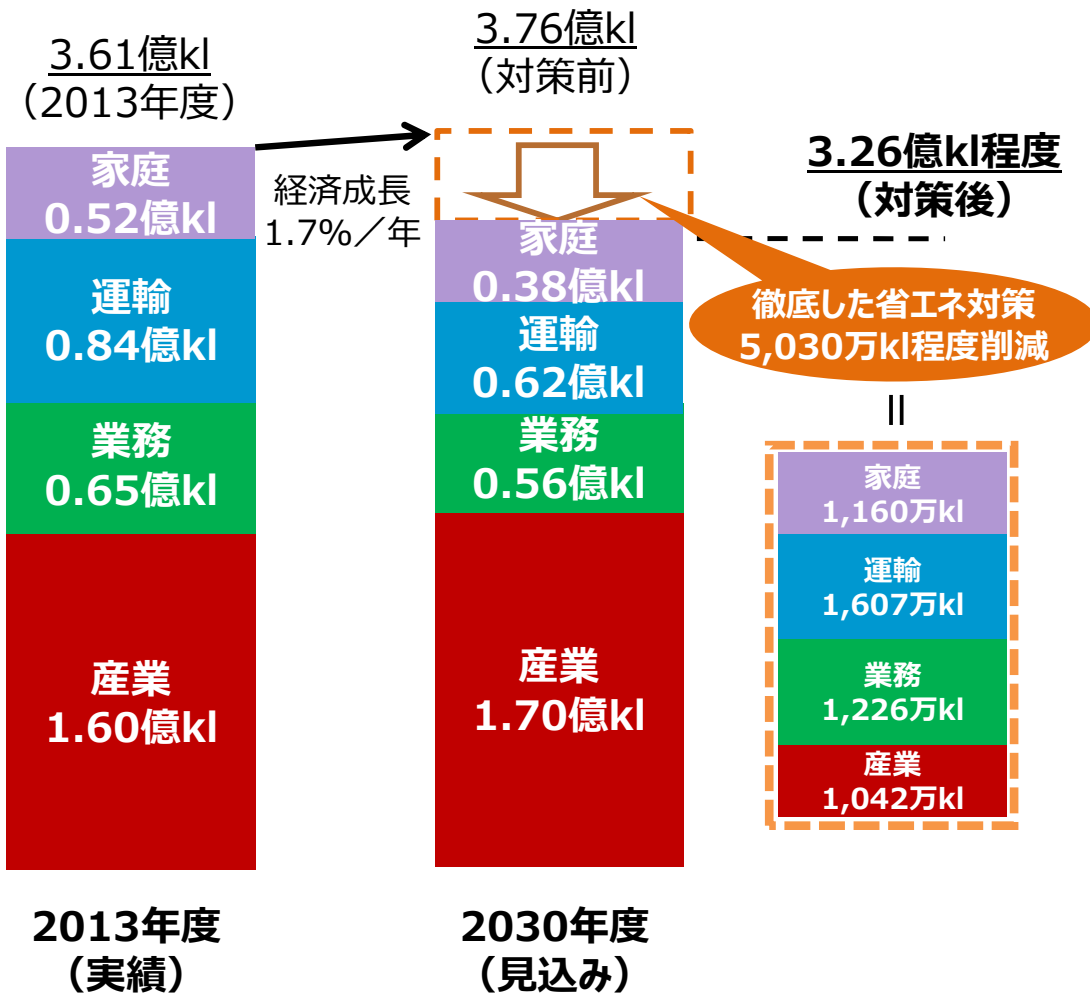 3.61億kl
（2013年度）
家庭
0.52億kl
運輸
0.84億kl
業務
0.65億kl
産業
1.60億kl
2013年度
（実績）
経済成長
1.7%／年
3.76億kl
（対策前）
家庭
0.38億kl
運輸
0.62億kl
業務
0.56億kl
産業
1.70億kl
2030年度
（見込み）
3.26億kl程度
（対策後）
徹底した省エネ対策
5,030万kl程度削減
＝
家庭
1,160万kl
運輸
1,607万kl
業務
1,226万kl
産業
1,042万kl